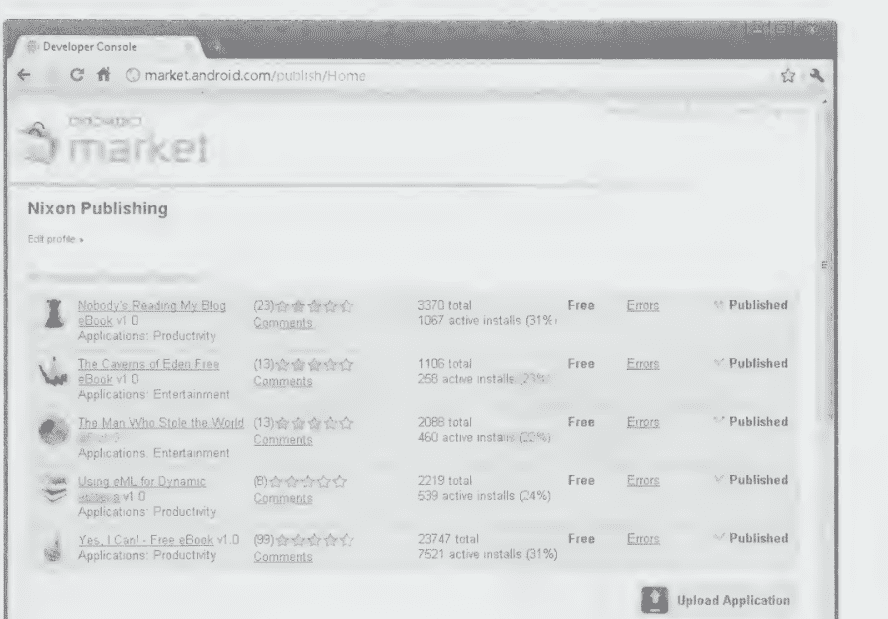 Developer Console
market.android.com/publish/Home
android
market
Nixon Publishing
Edit profile »
Nobody's Reading My Blog (23) 3370 total Free Errors Published
eBook v1.0 Comments 1067 active installs (31%)
Applications: Productivity
The Caverns of Eden Free (13) 1106 total Free Errors Published
eBook v1.0 Comments 258 active installs (23%)
Applications: Entertainment
The Man Who Stole the World (13) 2088 total Free Errors Published
Comments 460 active installs (22%)
Applications: Entertainment
Using eML for Dynamic (8) 2219 total Free Errors Published
v1.0 Comments 539 active installs (24%)
Applications: Productivity
Yes, I Can! - Free eBook v1.0 (99) 23747 total Free Errors Published
Applications: Productivity Comments 7521 active installs (31%)
Upload Application